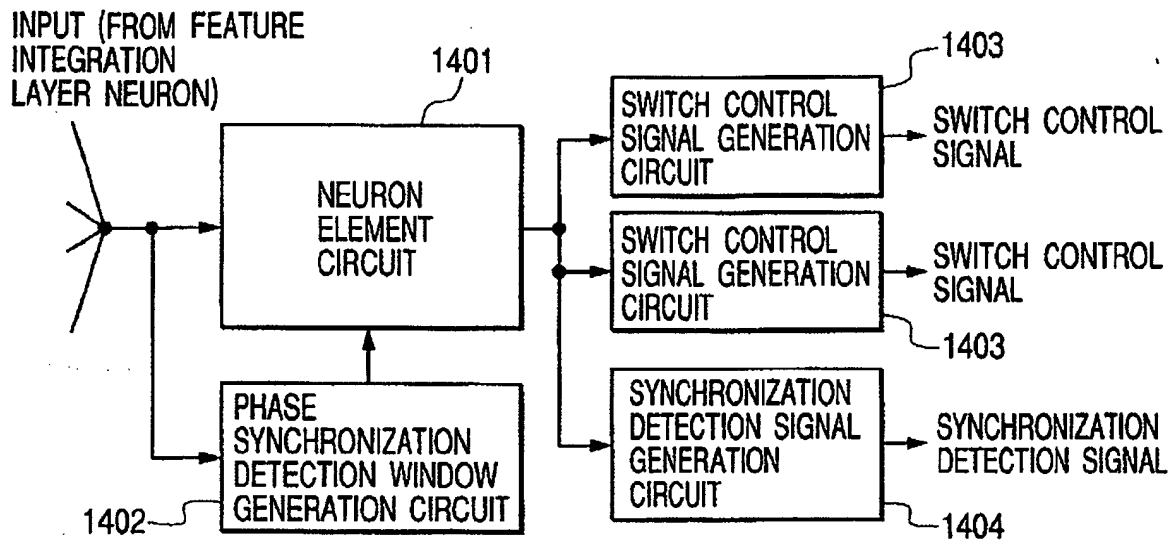 INPUT (FROM FEATURE
INTEGRATION
LAYER NEURON)
1401
NEURON
ELEMENT
CIRCUIT
PHASE
SYNCHRONIZATION
DETECTION WINDOW
GENERATION CIRCUIT
1402
1403
SWITCH CONTROL
SIGNAL GENERATION
CIRCUIT
SWITCH CONTROL
SIGNAL
SWITCH CONTROL
SIGNAL GENERATION
CIRCUIT
SWITCH CONTROL
SIGNAL
1403
SYNCHRONIZATION
DETECTION SIGNAL
GENERATION
CIRCUIT
SYNCHRONIZATION
DETECTION SIGNAL
1404